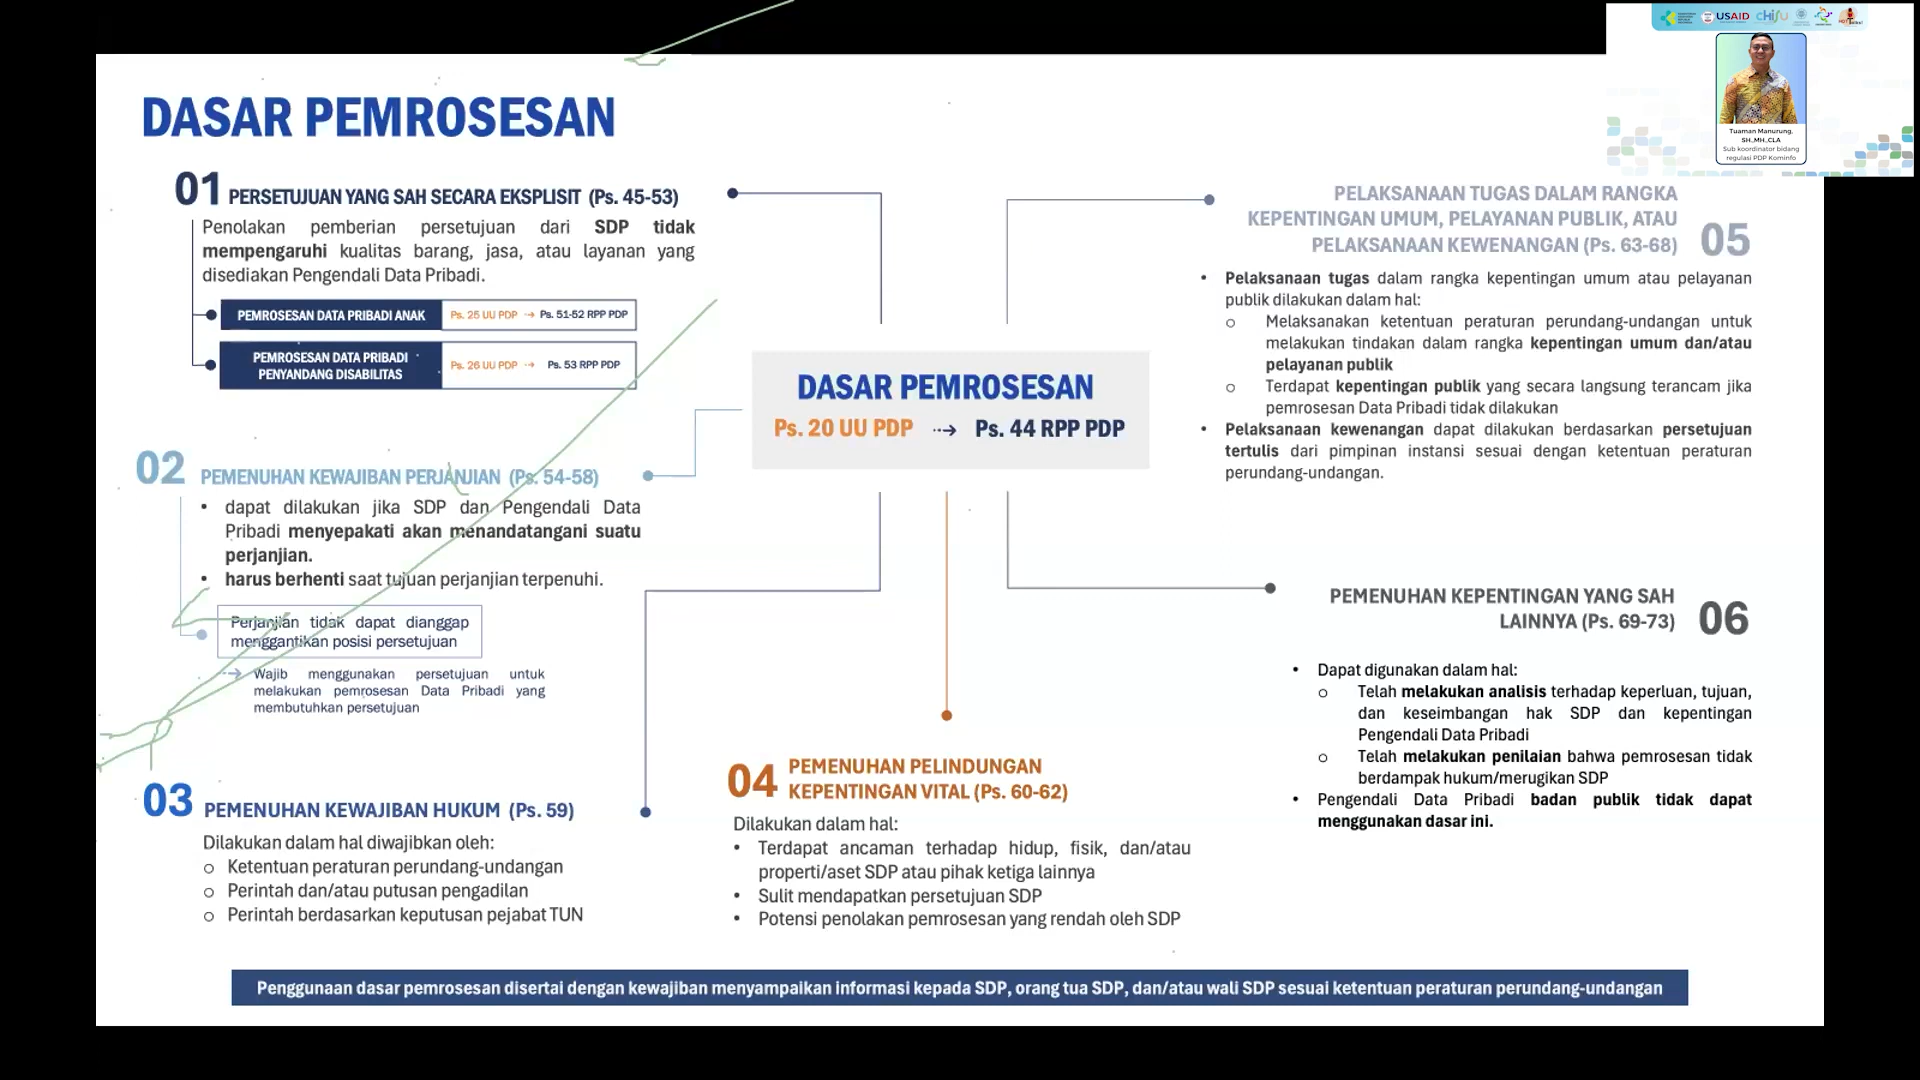 USAID
DASAR PEMROSESAN
Tuaman Manurung,
SH.,MH.,CLA
Sub koordinator bidang
regulasi PDP Kominfo
01 PERSETUJUAN YANG SAH SECARA EKSPLISIT (Ps. 45-53)
Penolakan pemberian persetujuan dari SDP tidak
mempengaruhi kualitas barang, jasa, atau layanan yang
disediakan Pengendali Data Pribadi.
PEMROSESAN DATA PRIBADI ANAK Ps. 25 UU PDP ⇢ Ps. 51-52 RPP PDP
PEMROSESAN DATA PRIBADI
PENYANDANG DISABILITAS
Ps. 26 UU PDP ⇢ Ps. 53 RPP PDP
DASAR PEMROSESAN
Ps. 20 UU PDP ⇢ Ps. 44 RPP PDP
02 PEMENUHAN KEWAJIBAN PERJANJIAN (Ps. 54-58)
• dapat dilakukan jika SDP dan Pengendali Data
Pribadi menyepakati akan menandatangani suatu
perjanjian.
• harus berhenti saat tujuan perjanjian terpenuhi.
Perjanjian tidak dapat dianggap
menggantikan posisi persetujuan
Wajib menggunakan persetujuan untuk
melakukan pemrosesan Data Pribadi yang
membutuhkan persetujuan
03 PEMENUHAN KEWAJIBAN HUKUM (Ps. 59)
Dilakukan dalam hal diwajibkan oleh:
o Ketentuan peraturan perundang-undangan
o Perintah dan/atau putusan pengadilan
o Perintah berdasarkan keputusan pejabat TUN
04 PEMENUHAN PELINDUNGAN
KEPENTINGAN VITAL (Ps. 60-62)
Dilakukan dalam hal:
• Terdapat ancaman terhadap hidup, fisik, dan/atau
properti/aset SDP atau pihak ketiga lainnya
• Sulit mendapatkan persetujuan SDP
• Potensi penolakan pemrosesan yang rendah oleh SDP
PELAKSANAAN TUGAS DALAM RANGKA
KEPENTINGAN UMUM, PELAYANAN PUBLIK, ATAU
PELAKSANAAN KEWENANGAN (Ps. 63-68) 05
• Pelaksanaan tugas dalam rangka kepentingan umum atau pelayanan
publik dilakukan dalam hal:
o Melaksanakan ketentuan peraturan perundang-undangan untuk
melakukan tindakan dalam rangka kepentingan umum dan/atau
pelayanan publik
o Terdapat kepentingan publik yang secara langsung terancam jika
pemrosesan Data Pribadi tidak dilakukan
• Pelaksanaan kewenangan dapat dilakukan berdasarkan persetujuan
tertulis dari pimpinan instansi sesuai dengan ketentuan peraturan
perundang-undangan.
PEMENUHAN KEPENTINGAN YANG SAH
LAINNYA (Ps. 69-73) 06
• Dapat digunakan dalam hal:
o Telah melakukan analisis terhadap keperluan, tujuan,
dan keseimbangan hak SDP dan kepentingan
Pengendali Data Pribadi
o Telah melakukan penilaian bahwa pemrosesan tidak
berdampak hukum/merugikan SDP
• Pengendali Data Pribadi badan publik tidak dapat
menggunakan dasar ini.
Penggunaan dasar pemrosesan disertai dengan kewajiban menyampaikan informasi kepada SDP, orang tua SDP, dan/atau wali SDP sesuai ketentuan peraturan perundang-undangan